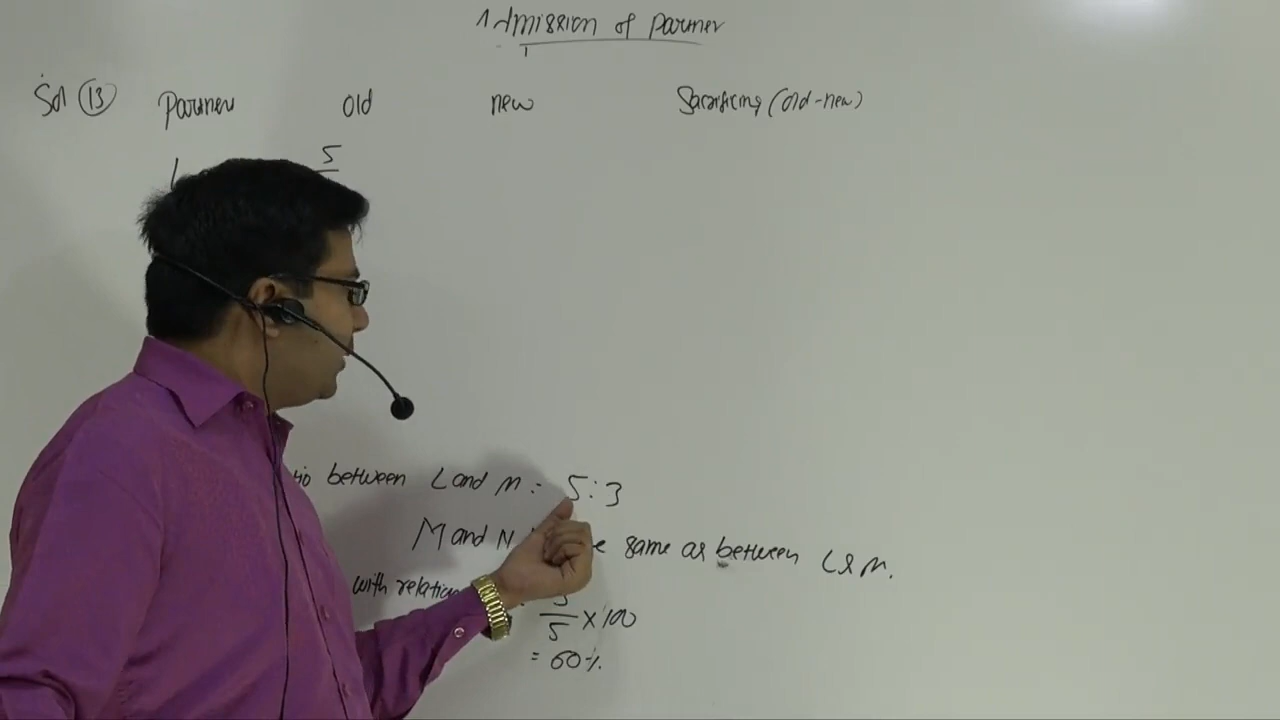 Admission of Partner
Sol 13 Partner old new Sacrificing (old-new)
L 5
between L and M = 5:3
M and N same as between L & M.
with relation 3/5 X 100
= 60%